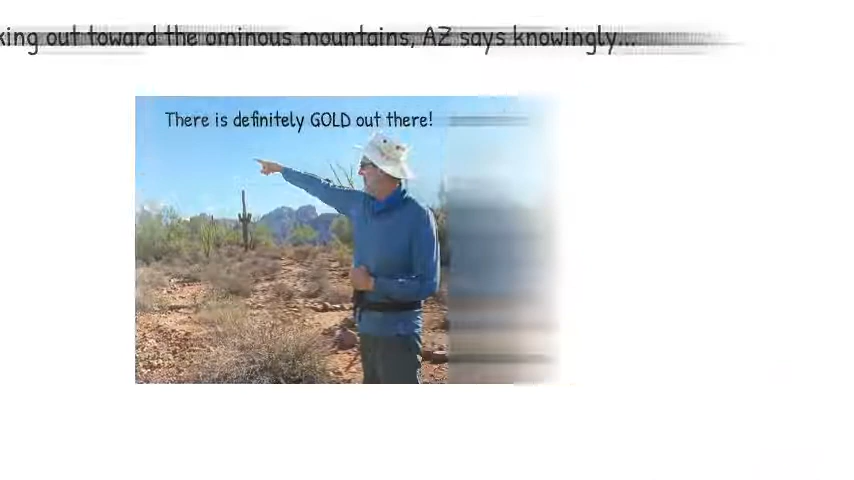 king out toward the ominous mountains, AZ says knowingly...
There is definitely GOLD out there!